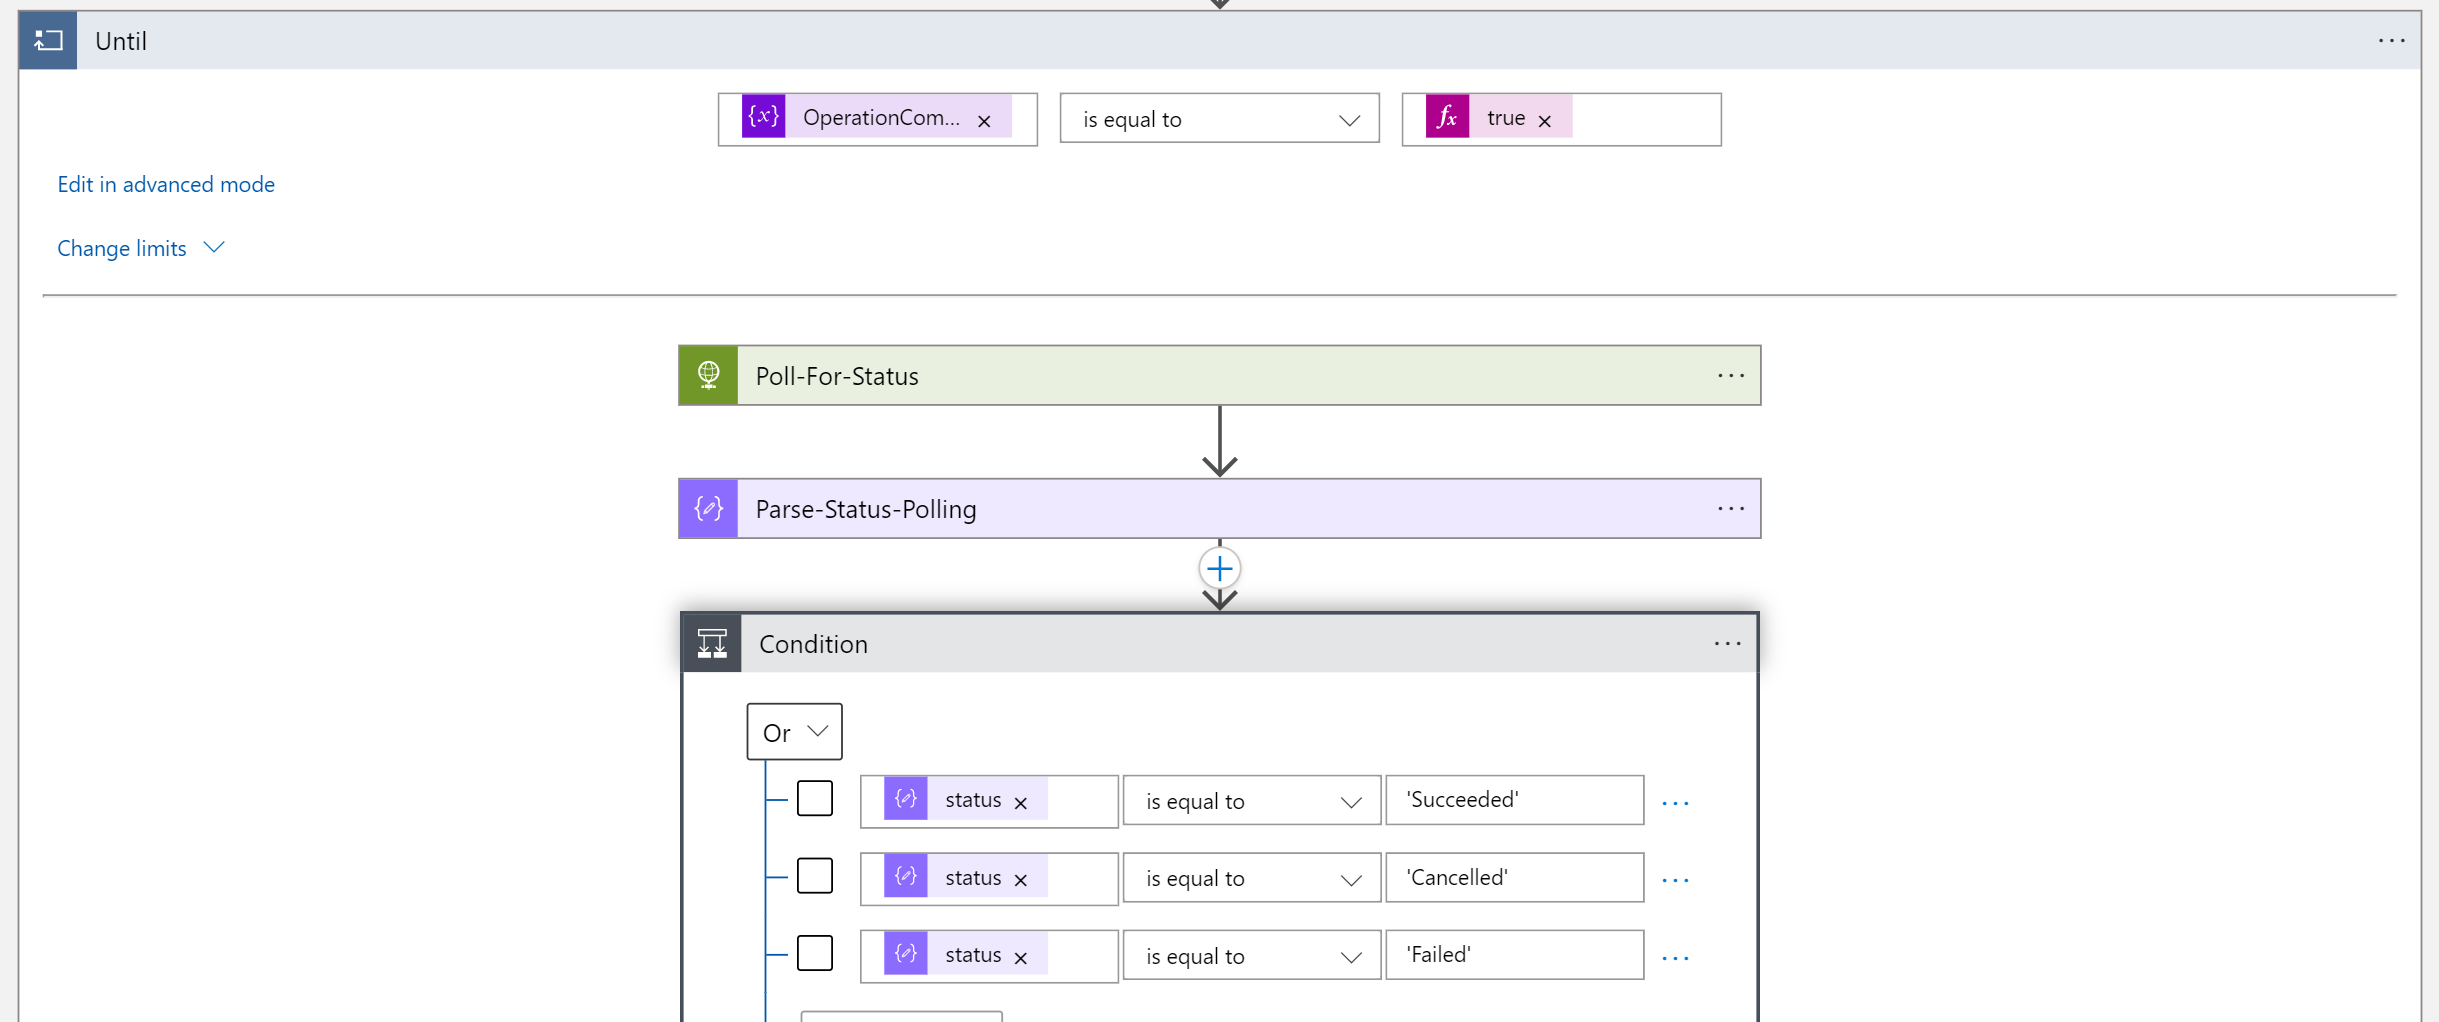 Until
{x} OperationCom... × is equal to fx true ×
Edit in advanced mode
Change limits
Poll-For-Status
Parse-Status-Polling
Condition
Or
status × is equal to 'Succeeded'
status × is equal to 'Cancelled'
status × is equal to 'Failed'